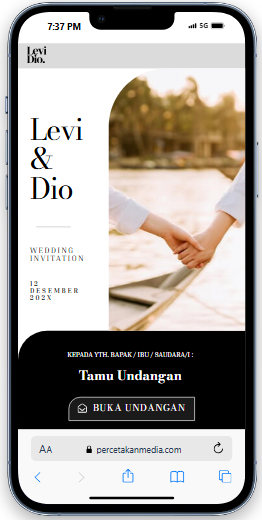 7:37 PM
5G
Levi
Dio.
Levi
&
Dio
WEDDING
INVITATION
12
DESEMBER
202X
KEPADA YTH. BAPAK / IBU / SAUDARA/I :
Tamu Undangan
BUKA UNDANGAN
AA
percetakanmedia.com